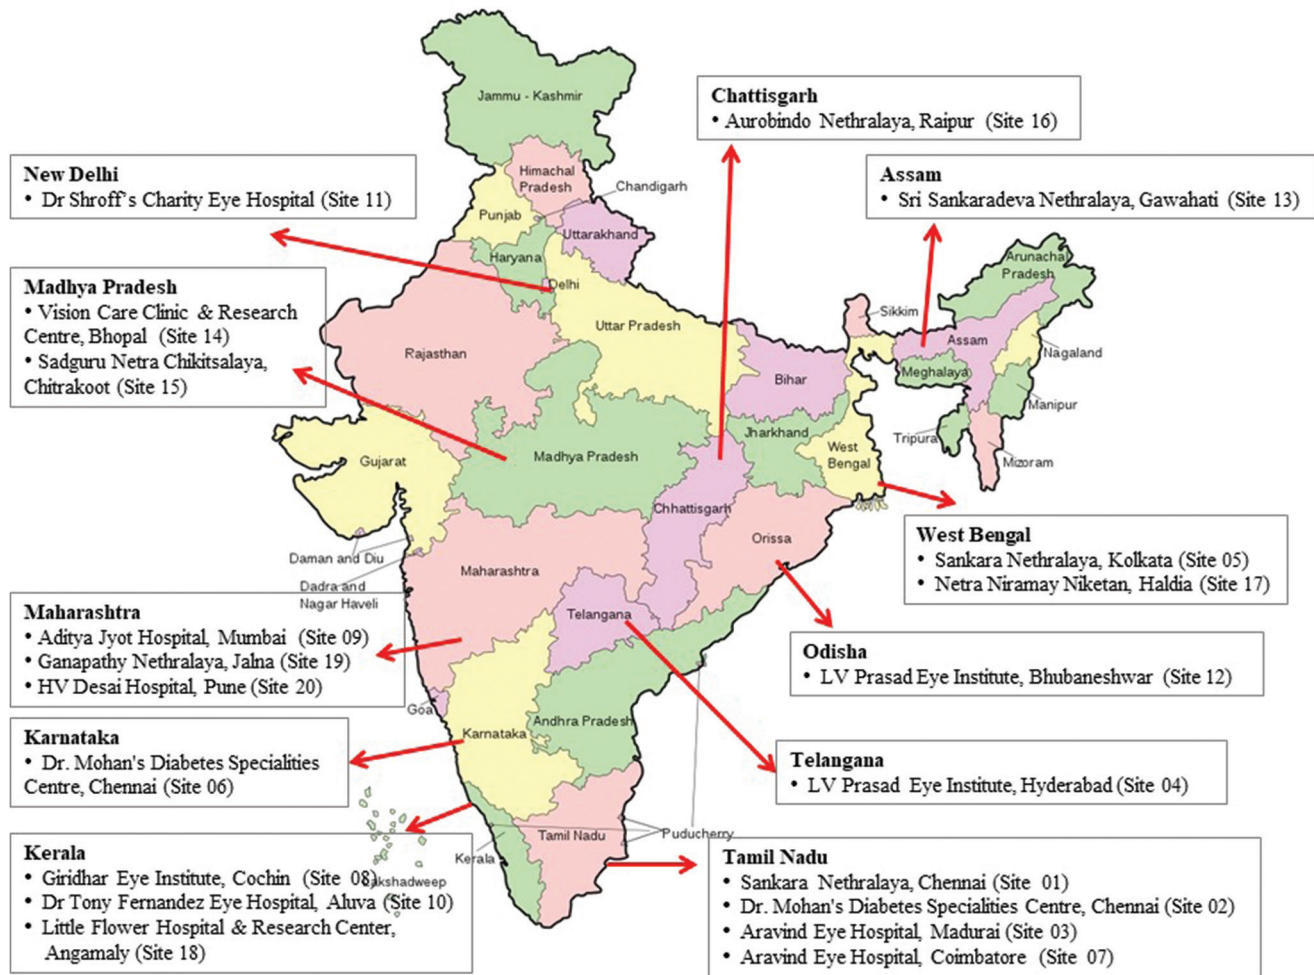 Chattisgarh
• Aurobindo Nethralaya, Raipur (Site 16)
New Delhi
• Dr Shroff's Charity Eye Hospital (Site 11)
Assam
• Sri Sankaradeva Nethralaya, Gawahati (Site 13)
Madhya Pradesh
• Vision Care Clinic & Research
Centre, Bhopal (Site 14)
• Sadguru Netra Chikitsalaya,
Chitrakoot (Site 15)
West Bengal
• Sankara Nethralaya, Kolkata (Site 05)
• Netra Niramay Niketan, Haldia (Site 17)
Maharashtra
• Aditya Jyot Hospital, Mumbai (Site 09)
• Ganapathy Nethralaya, Jalna (Site 19)
• HV Desai Hospital, Pune (Site 20)
Odisha
• LV Prasad Eye Institute, Bhubaneshwar (Site 12)
Karnataka
• Dr. Mohan's Diabetes Specialities
Centre, Chennai (Site 06)
Telangana
• LV Prasad Eye Institute, Hyderabad (Site 04)
Kerala
• Giridhar Eye Institute, Cochin (Site 08)
• Dr Tony Fernandez Eye Hospital, Aluva (Site 10)
• Little Flower Hospital & Research Center,
Angamaly (Site 18)
Tamil Nadu
• Sankara Nethralaya, Chennai (Site 01)
• Dr. Mohan's Diabetes Specialities Centre, Chennai (Site 02)
• Aravind Eye Hospital, Madurai (Site 03)
• Aravind Eye Hospital, Coimbatore (Site 07)
Jammu - Kashmir
Himachal
Pradesh
Chandigarh
Punjab
Uttarakhand
Haryana
Delhi
Uttar Pradesh
Rajasthan
Bihar
Sikkim
Arunachal
Pradesh
Assam
Nagaland
Meghalaya
Manipur
Tripura
Mizoram
Jharkhand
West
Bengal
Gujarat
Madhya Pradesh
Chhattisgarh
Orissa
Daman and Diu
Dadra and
Nagar Haveli
Maharashtra
Telangana
Goa
Karnataka
Andhra Pradesh
Puducherry
Tamil Nadu
Kerala
Lakshadweep